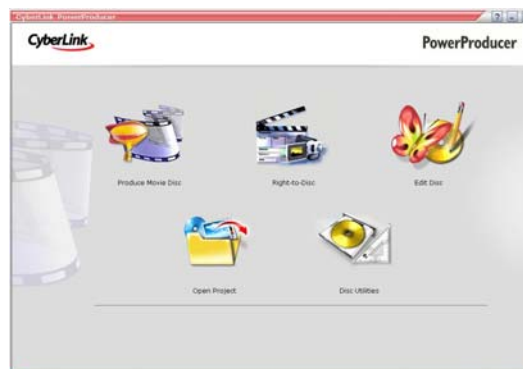 CyberLink PowerProducer
CyberLink
PowerProducer
Produce Movie Disc
Right-to-Disc
Edit Disc
Open Project
Disc Utilities